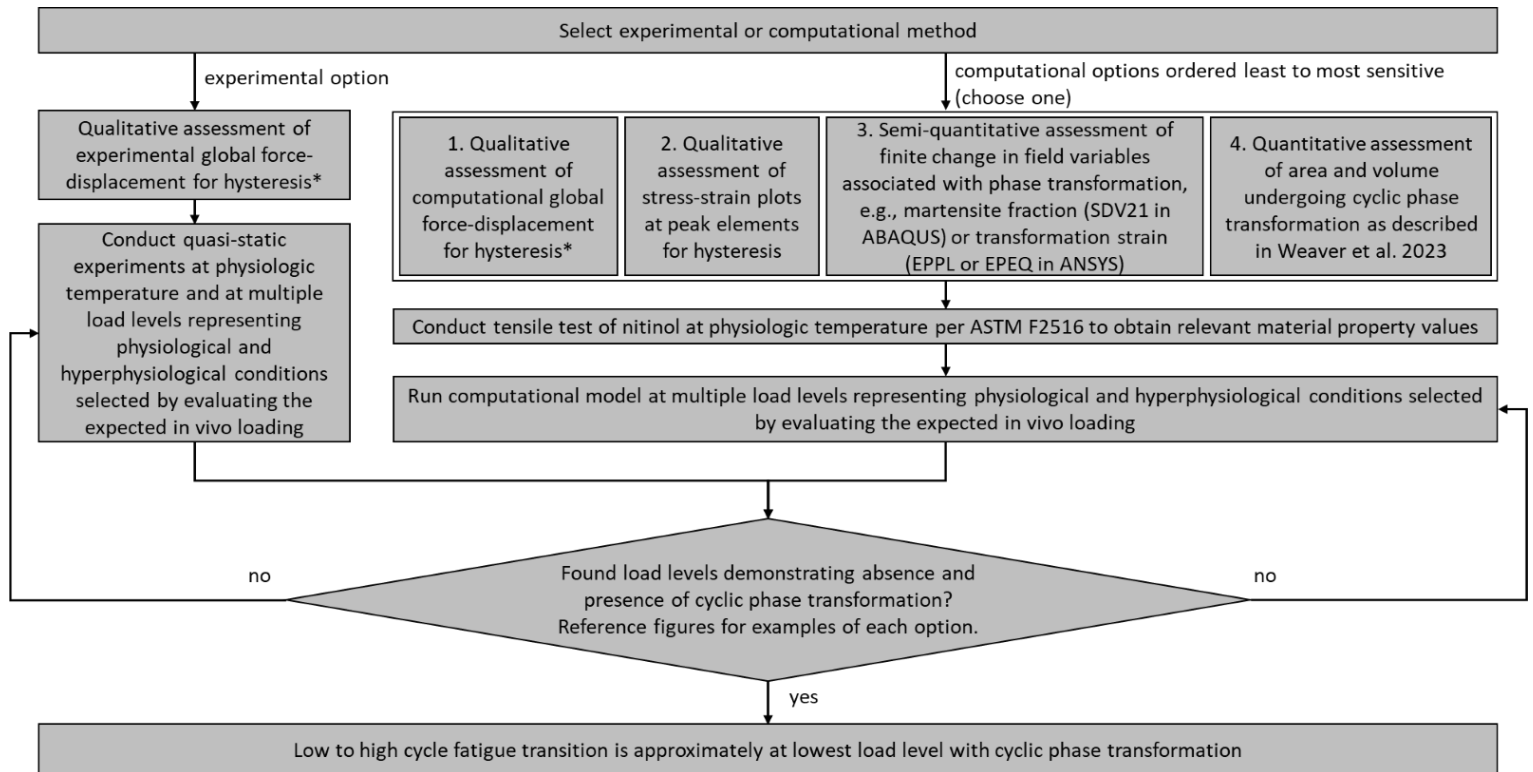 Select experimental or computational method
experimental option
computational options ordered least to most sensitive
(choose one)
Qualitative assessment of
experimental global force-
displacement for hysteresis*
1. Qualitative
assessment of
computational global
force-displacement
for hysteresis*
2. Qualitative
assessment of
stress-strain plots
at peak elements
for hysteresis
3. Semi-quantitative assessment of
finite change in field variables
associated with phase transformation,
e.g., martensite fraction (SDV21 in
ABAQUS) or transformation strain
(EPPL or EPEQ in ANSYS)
4. Quantitative assessment
of area and volume
undergoing cyclic phase
transformation as described
in Weaver et al. 2023
Conduct quasi-static
experiments at physiologic
temperature and at multiple
load levels representing
physiological and
hyperphysiological conditions
selected by evaluating the
expected in vivo loading
Conduct tensile test of nitinol at physiologic temperature per ASTM F2516 to obtain relevant material property values
Run computational model at multiple load levels representing physiological and hyperphysiological conditions selected
by evaluating the expected in vivo loading
no
Found load levels demonstrating absence and
presence of cyclic phase transformation?
Reference figures for examples of each option.
no
yes
Low to high cycle fatigue transition is approximately at lowest load level with cyclic phase transformation